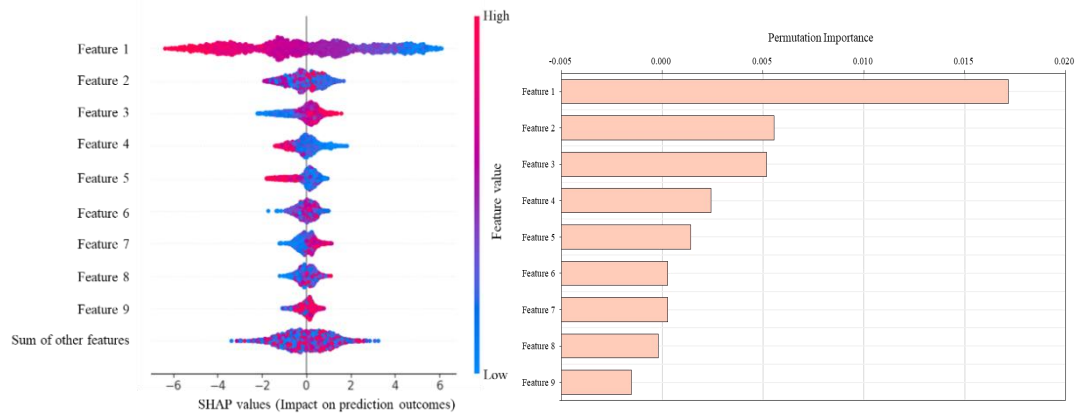 High
Feature 1
Feature 2
Feature 3
Feature 4
Feature 5
Feature 6
Feature 7
Feature 8
Feature 9
Sum of other features
Feature value
Low
−6 −4 −2 0 2 4 6
SHAP values (Impact on prediction outcomes)
Permutation Importance
−0.005 0.000 0.005 0.010 0.015 0.020
Feature 1
Feature 2
Feature 3
Feature 4
Feature 5
Feature 6
Feature 7
Feature 8
Feature 9